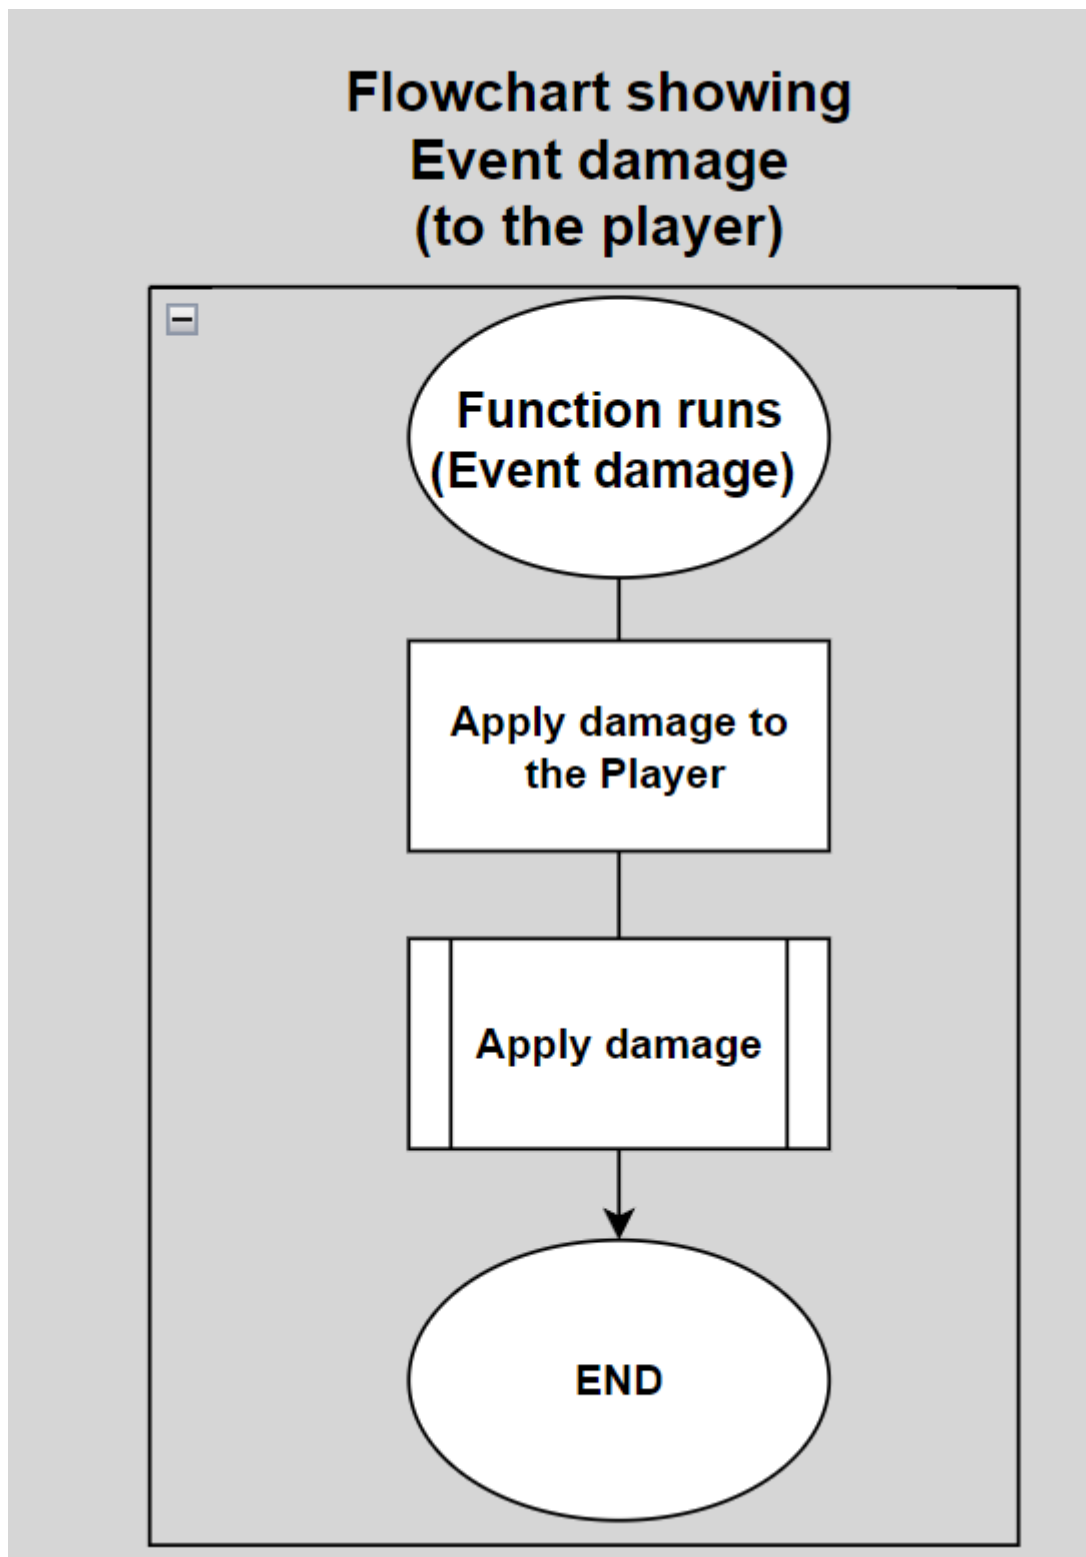 Flowchart showing
Event damage
(to the player)
Function runs
(Event damage)
Apply damage to
the Player
Apply damage
END